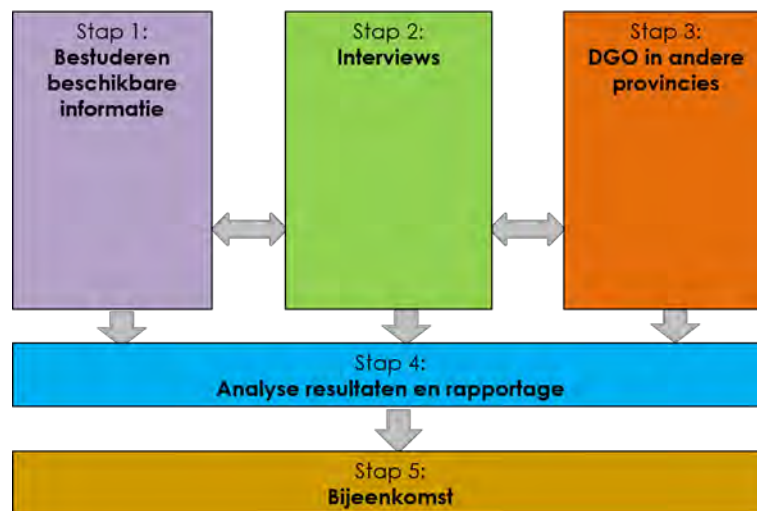 Stap 1:
Bestuderen
beschikbare
informatie
Stap 2:
Interviews
Stap 3:
DGO in andere
provincies
Stap 4:
Analyse resultaten en rapportage
Stap 5:
Bijeenkomst